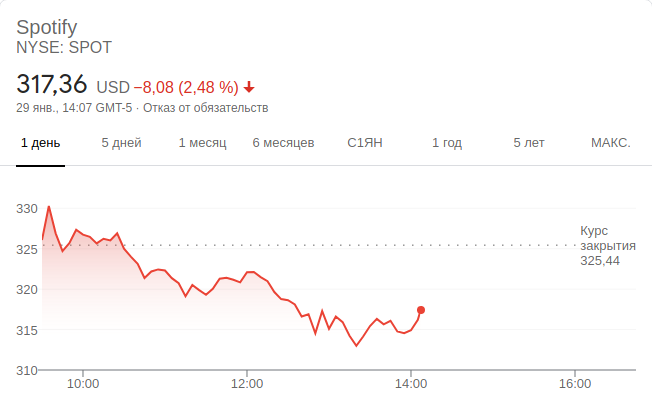 Spotify
NYSE: SPOT
317,36 USD −8,08 (2,48 %)
29 янв., 14:07 GMT-5 · Отказ от обязательств
1 день 5 дней 1 месяц 6 месяцев С1ЯН 1 год 5 лет МАКС.
330
325
320
315
310
Курс
закрытия
325,44
10:00 12:00 14:00 16:00